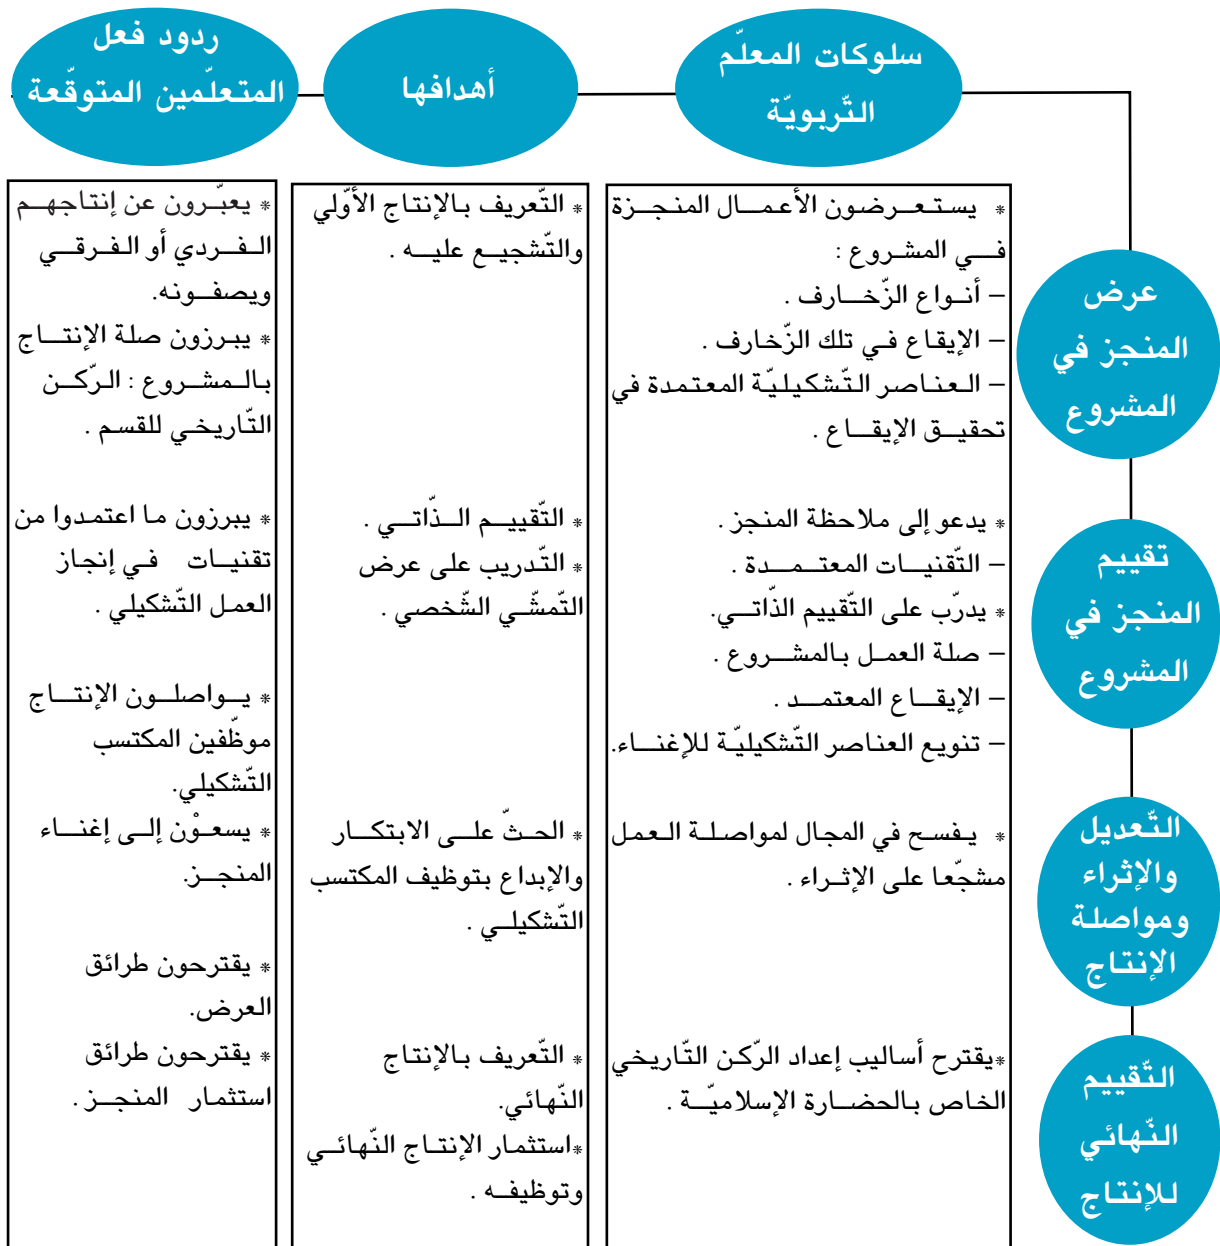 سلوكات المعلّم
التّربويّة
أهدافها
ردود فعل
المتعلّمين المتوقّعة
عرض
المنجز في
المشروع
* يستعرضون الأعمال المنجزة
في المشروع :
– أنواع الزّخارف .
– الإيقاع في تلك الزّخارف .
– العناصر التّشكيليّة المعتمدة في
تحقيق الإيقاع .
* التّعريف بالإنتاج الأوّلي
والتّشجيع عليه .
* يعبّرون عن إنتاجهم
الفردي أو الفرقي
ويصفونه.
* يبرزون صلة الإنتاج
بالمشروع : الرّكن
التّاريخي للقسم .
تقييم
المنجز في
المشروع
* يدعو إلى ملاحظة المنجز .
– التّقنيات المعتمدة .
* يدرّب على التّقييم الذّاتي.
– صلة العمل بالمشروع .
– الإيقاع المعتمد .
– تنويع العناصر التّشكيليّة للإغناء.
* التّقييم الذّاتي .
* التّدريب على عرض
التّمشّي الشّخصي .
* يبرزون ما اعتمدوا من
تقنيات في إنجاز
العمل التّشكيلي .
* يواصلون الإنتاج
موظّفين المكتسب
التّشكيلي.
* يسعوْن إلى إغناء
المنجز.
التّعديل
والإثراء
ومواصلة
الإنتاج
* يفسح في المجال لمواصلة العمل
مشجّعا على الإثراء .
* الحثّ على الابتكار
والإبداع بتوظيف المكتسب
التّشكيلي .
* يقترحون طرائق
العرض.
* يقترحون طرائق
استثمار المنجز .
التّقييم
النّهائي
للإنتاج
*يقترح أساليب إعداد الرّكن التّاريخي
الخاص بالحضارة الإسلاميّة .
* التّعريف بالإنتاج
النّهائي.
*استثمار الإنتاج النّهائي
وتوظيفه .